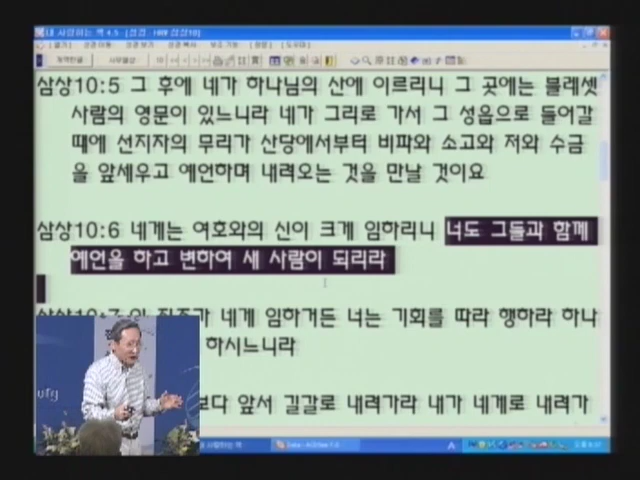 삼상10:5 그 후에 네가 하나님의 산에 이르리니 그 곳에는 블레셋
사람의 영문이 있느니라 네가 그리로 가서 그 성읍으로 들어갈
때에 선지자의 무리가 산당에서부터 비파와 소고와 저와 수금
을 앞세우고 예언하며 내려오는 것을 만날 것이요
삼상10:6 네게는 여호와의 신이 크게 임하리니 너도 그들과 함께
예언을 하고 변하여 새 사람이 되리라
네게 임하거든 너는 기회를 따라 행하라 하나
하시느니라
보다 앞서 길갈로 내려가라 내가 네게로 내려가